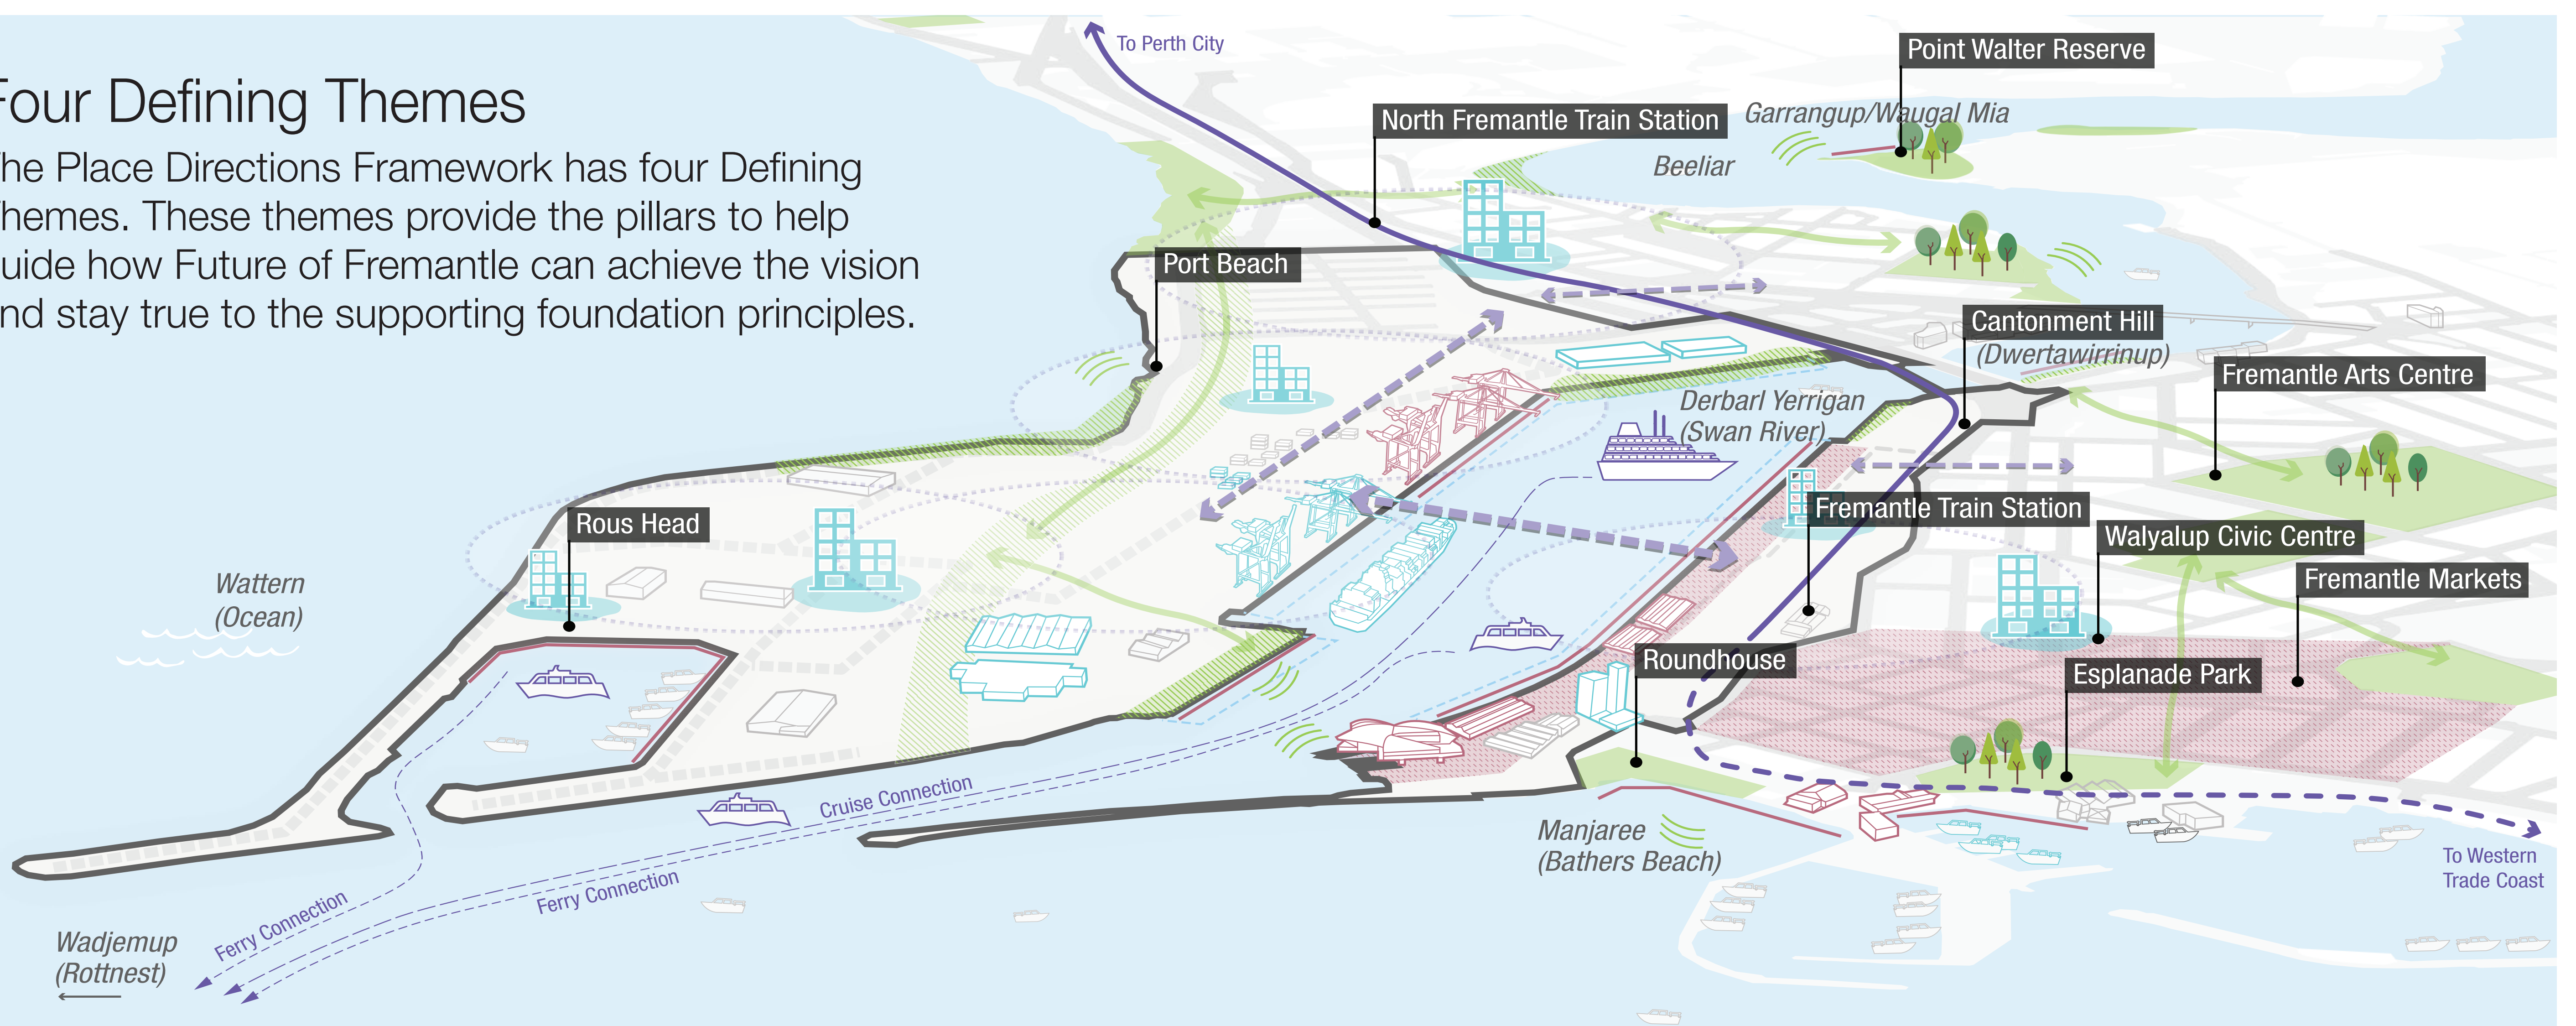 Four Defining Themes
he Place Directions Framework has four Defining
hemes. These themes provide the pillars to help
uide how Future of Fremantle can achieve the vision
nd stay true to the supporting foundation principles.
To Perth City
Point Walter Reserve
North Fremantle Train Station
Garrangup/Waugal Mia
Beeliar
Port Beach
Cantonment Hill
(Dwertawirrinup)
Fremantle Arts Centre
Derbarl Yerrigan
(Swan River)
Rous Head
Fremantle Train Station
Walyalup Civic Centre
Fremantle Markets
Wattern
(Ocean)
Roundhouse
Esplanade Park
Cruise Connection
Ferry Connection
Manjaree
(Bathers Beach)
To Western
Trade Coast
Ferry Connection
Wadjemup
(Rottnest)